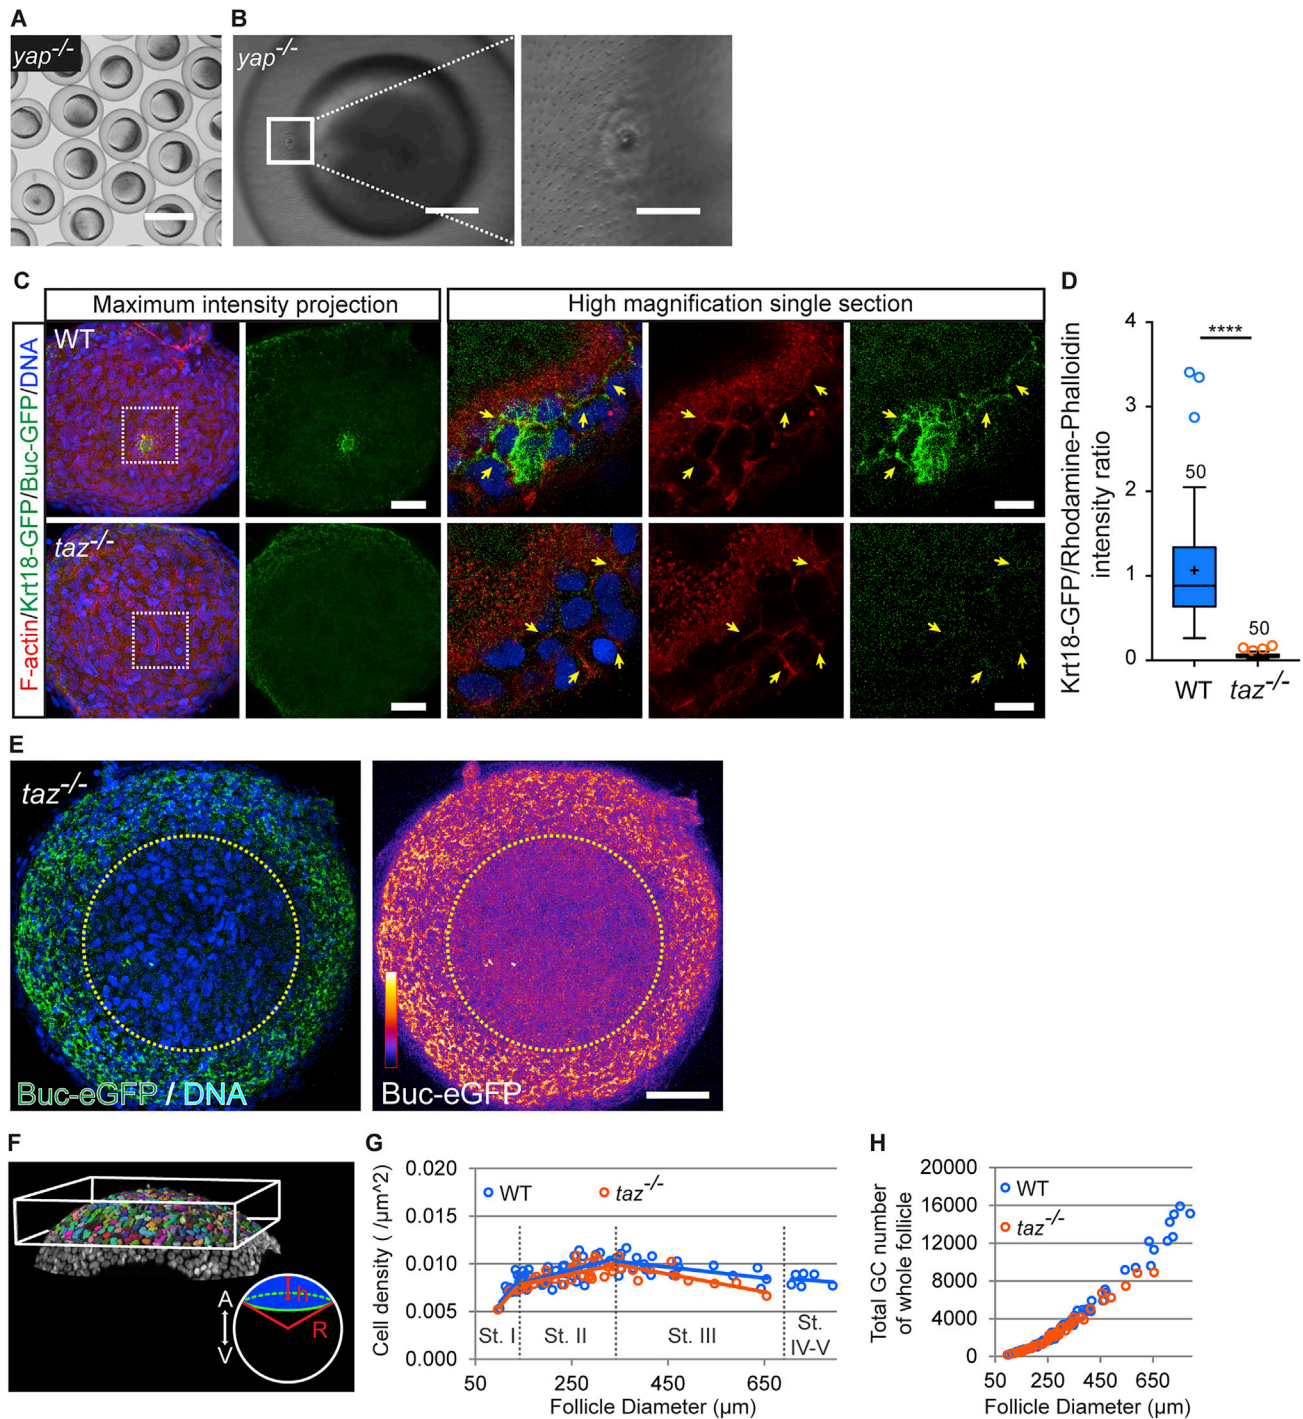 A
B
yap-/-
yap-/-
C
D
Maximum intensity projection
High magnification single section
F-actin/Krt18-GFP/Buc-GFP/DNA
WT
taz-/-
Krt18-GFP/Rhodamine-Phalloidin
intensity ratio
4
3
2
1
0
****
50
50
WT
taz-/-
E
taz-/-
Buc-eGFP / DNA
Buc-eGFP
F
A
V
h
R
G
Cell density ( /μm^2)
0.020
0.015
0.010
0.005
0.000
WT
taz-/-
St. I
St. II
St. III
St.
IV-V
50
250
450
650
Follicle Diameter (μm)
H
Total GC number
of whole follicle
20000
16000
12000
8000
4000
0
WT
taz-/-
50
250
450
650
Follicle Diameter (μm)